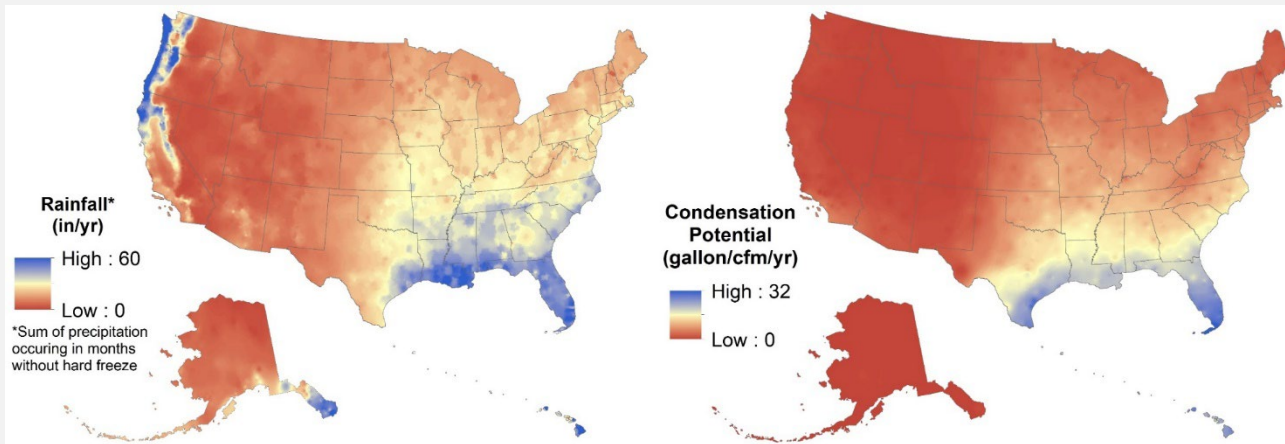 Rainfall*
(in/yr)
High : 60
Low : 0
*Sum of precipitation
occuring in months
without hard freeze
Condensation
Potential
(gallon/cfm/yr)
High : 32
Low : 0